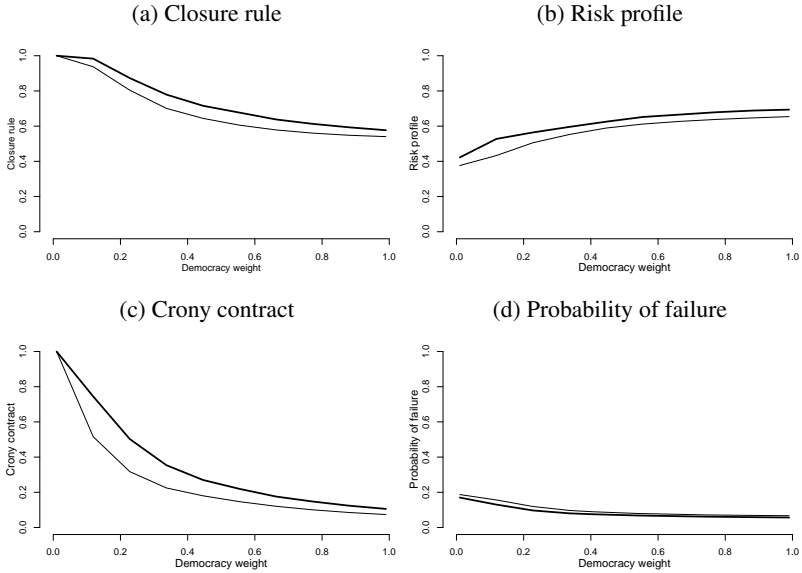 (a) Closure rule
Closure rule
0.0 0.2 0.4 0.6 0.8 1.0
0.0 0.2 0.4 0.6 0.8 1.0
Democracy weight
(b) Risk profile
Risk profile
0.0 0.2 0.4 0.6 0.8 1.0
0.0 0.2 0.4 0.6 0.8 1.0
Democracy weight
(c) Crony contract
Crony contract
0.0 0.2 0.4 0.6 0.8 1.0
0.0 0.2 0.4 0.6 0.8 1.0
Democracy weight
(d) Probability of failure
Probability of failure
0.0 0.2 0.4 0.6 0.8 1.0
0.0 0.2 0.4 0.6 0.8 1.0
Democracy weight